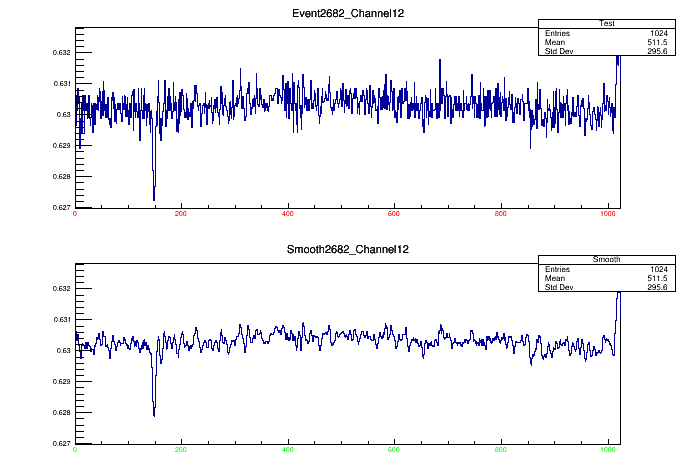 Event2682_Channel12
Test
Entries 1024
Mean 511.5
Std Dev 295.6
0.632
0.631
0.63
0.629
0.628
0.627
0 200 400 600 800 1000
Smooth2682_Channel12
Smooth
Entries 1024
Mean 511.5
Std Dev 295.6
0.632
0.631
0.63
0.629
0.628
0.627
0 200 400 600 800 1000